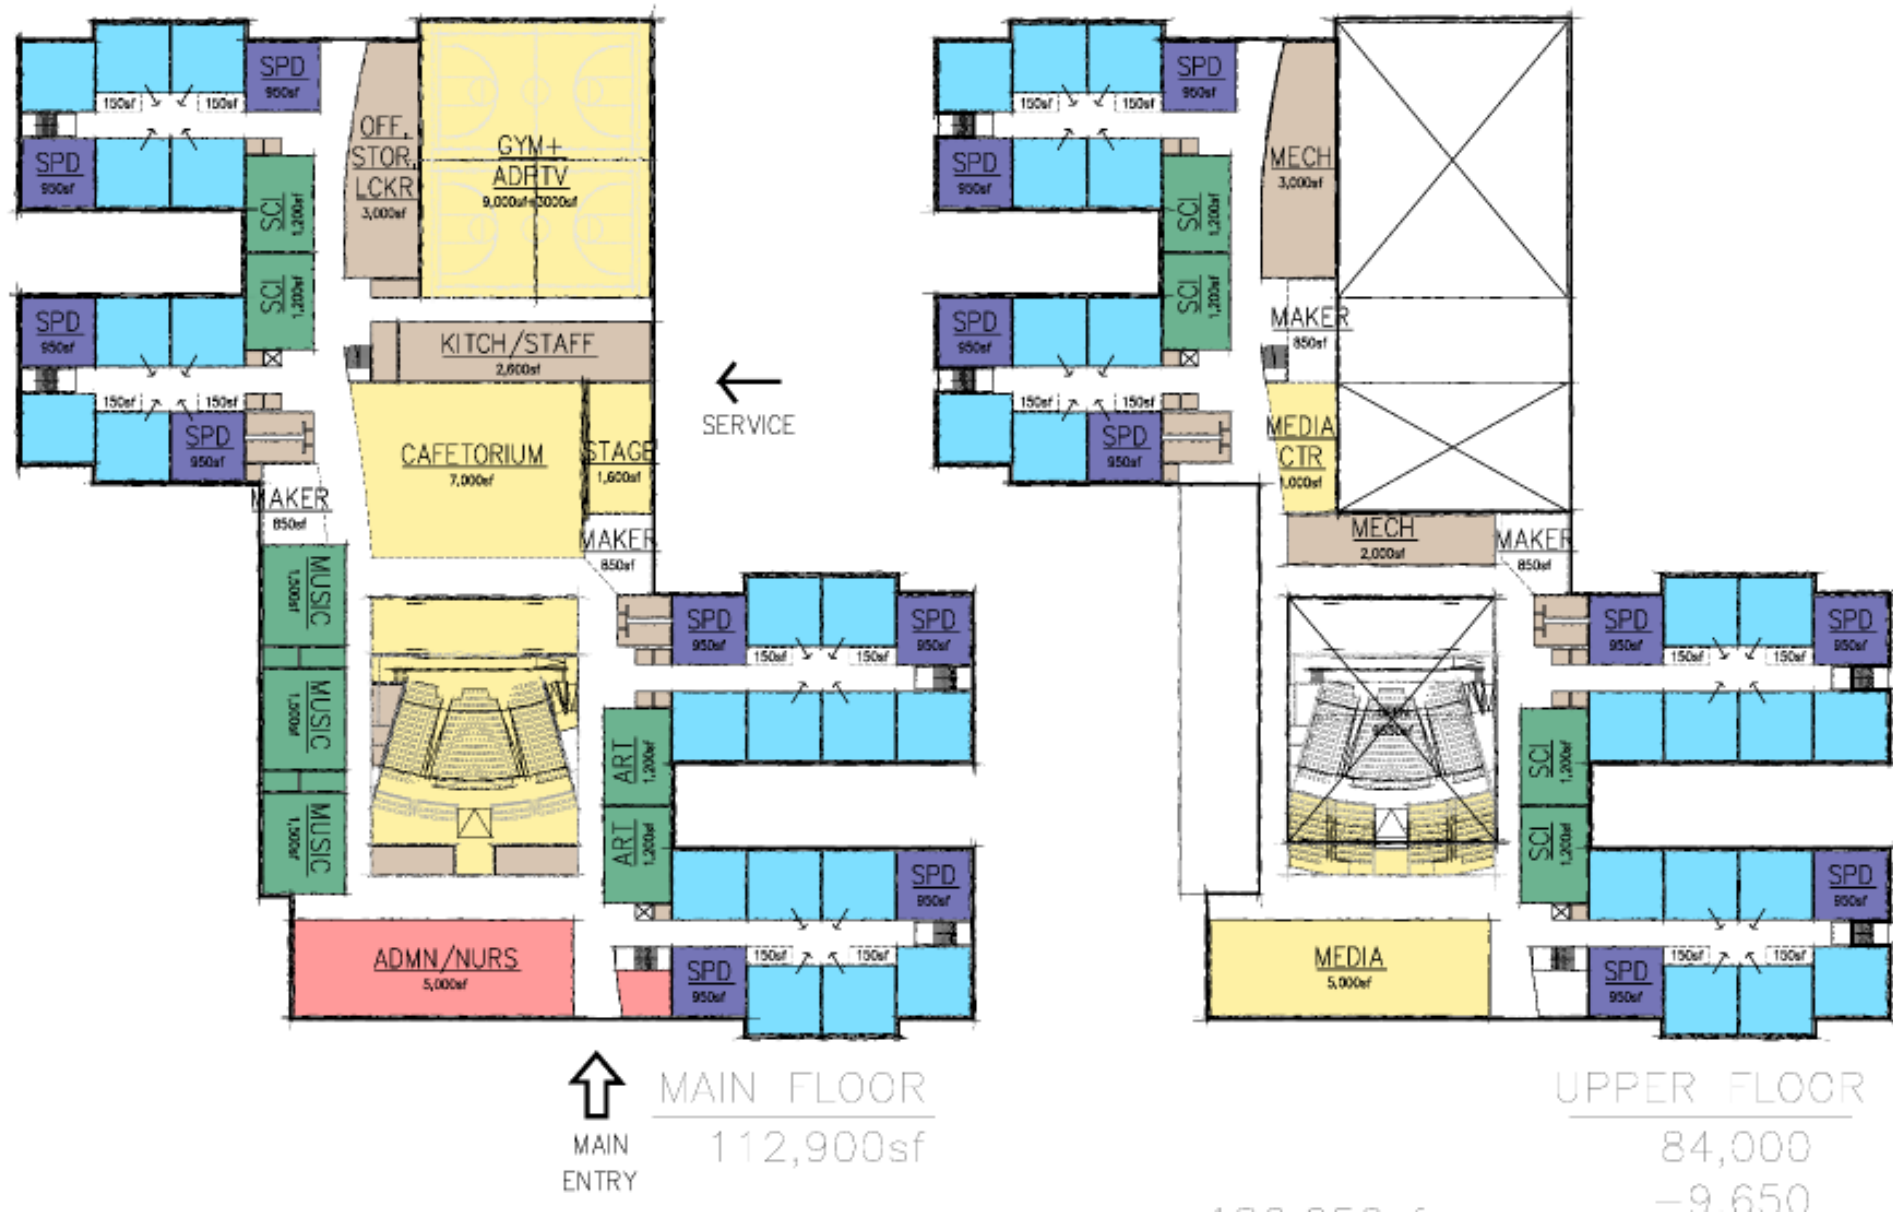 SPD
950sf
150sf
150sf
SPD
950sf
OFF,
STOR,
LCKR
3,000sf
GYM+
ADPTV
9,000sf+3000sf
SCI
1,200sf
SCI
1,200sf
SPD
950sf
150sf
150sf
SPD
950sf
KITCH/STAFF
2,600sf
CAFETORIUM
7,000sf
STAGE
1,600sf
MAKER
850sf
MAKER
850sf
MUSIC
1,500sf
MUSIC
1,500sf
MUSIC
1,500sf
SPD
950sf
SPD
950sf
150sf
150sf
ART
1,200sf
ART
1,200sf
SPD
950sf
150sf
150sf
SPD
950sf
ADMN/NURS
5,000sf
SERVICE
MAIN
ENTRY
MAIN FLOOR
112,900sf
SPD
950sf
150sf
150sf
SPD
950sf
MECH
3,000sf
SCI
1,200sf
SCI
1,200sf
MAKER
850sf
SPD
950sf
150sf
150sf
SPD
950sf
MEDIA
CTR
1,000sf
MECH
2,000sf
MAKER
850sf
SPD
950sf
SPD
950sf
150sf
150sf
SCI
1,200sf
SCI
1,200sf
SPD
950sf
150sf
150sf
SPD
950sf
MEDIA
5,000sf
UPPER FLOOR
84,000
-9,650